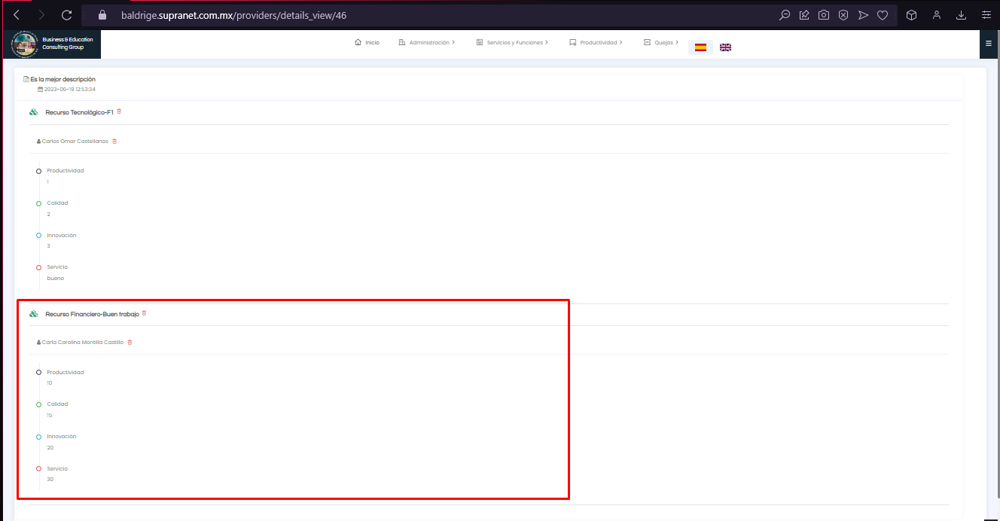 baldrige.supranet.com.mx/providers/details_view/46
Business & Education
Consulting Group
Inicio
Administración
Servicios y Funciones
Productividad
Quejas
Es la mejor descripción
2023-06-19 12:53:34
Recurso Tecnológico-F1
Carlos Omar Castellanos
Productividad
1
Calidad
2
Innovación
3
Servicio
bueno
Recurso Financiero-Buen trabajo
Carla Carolina Montilla Castillo
Productividad
10
Calidad
15
Innovación
20
Servicio
30